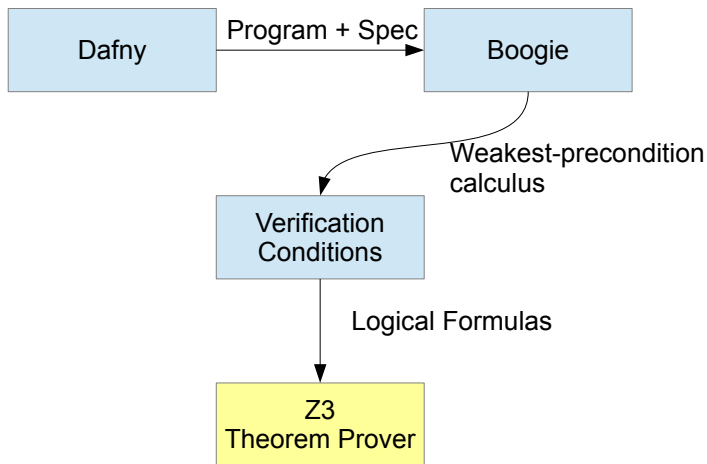 Dafny
Program + Spec
Boogie
Weakest-precondition
calculus
Verification
Conditions
Logical Formulas
Z3
Theorem Prover